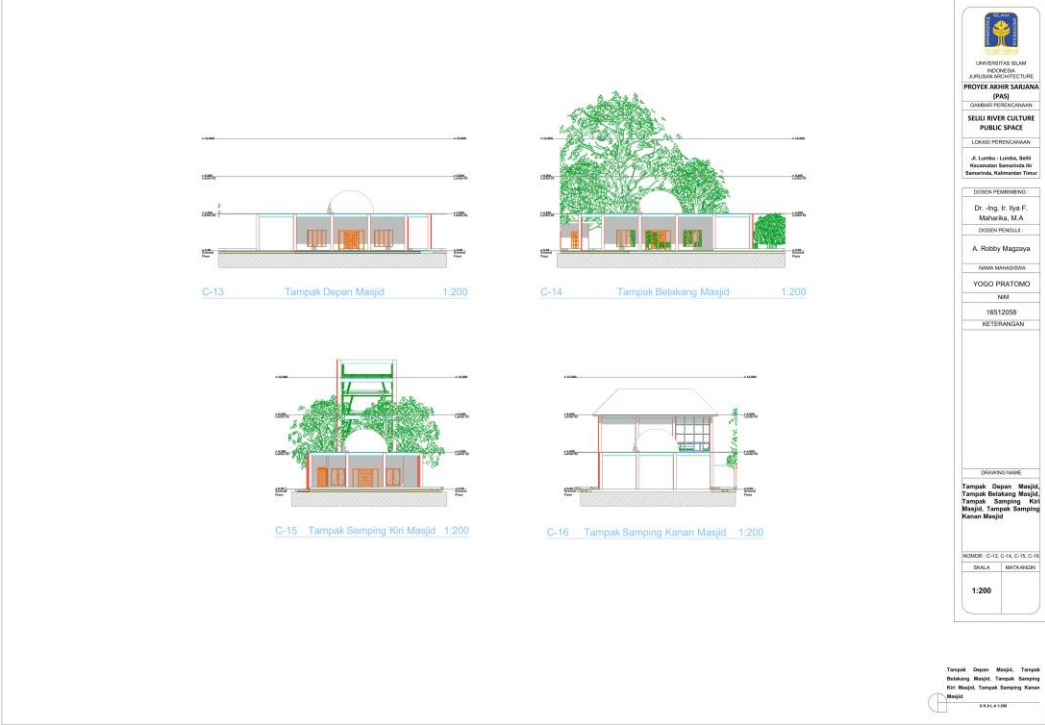 C-13 Tampak Depan Masjid 1:200
C-14 Tampak Belakang Masjid 1:200
C-15 Tampak Samping Kiri Masjid 1:200
C-16 Tampak Samping Kanan Masjid 1:200
UNIVERSITAS ISLAM
INDONESIA
JURUSAN ARCHITECTURE
PROYEK AKHIR SARJANA
(PAS)
GAMBAR PERENCANAAN
SELILI RIVER CULTURE
PUBLIC SPACE
LOKASI PERENCANAAN
Jl. Lumba - Lumba, Selili
Kecamatan Samarinda Ilir
Samarinda, Kalimantan Timur
DOSEN PEMBIMBING :
Dr. -Ing. Ir. Ilya F.
Maharika, M.A
DOSEN PENGUJI :
A. Robby Magzaya
NAMA MAHASISWA
YOGO PRATOMO
NIM
16512058
KETERANGAN
DRAWING NAME
Tampak Depan Masjid,
Tampak Belakang Masjid,
Tampak Samping Kiri
Masjid, Tampak Samping
Kanan Masjid
NOMOR : C-13, C-14, C-15, C-16
SKALA MATA ANGIN
1:200
Tampak Depan Masjid, Tampak
Belakang Masjid, Tampak Samping
Kiri Masjid, Tampak Samping Kanan
Masjid
S K A L A 1:200